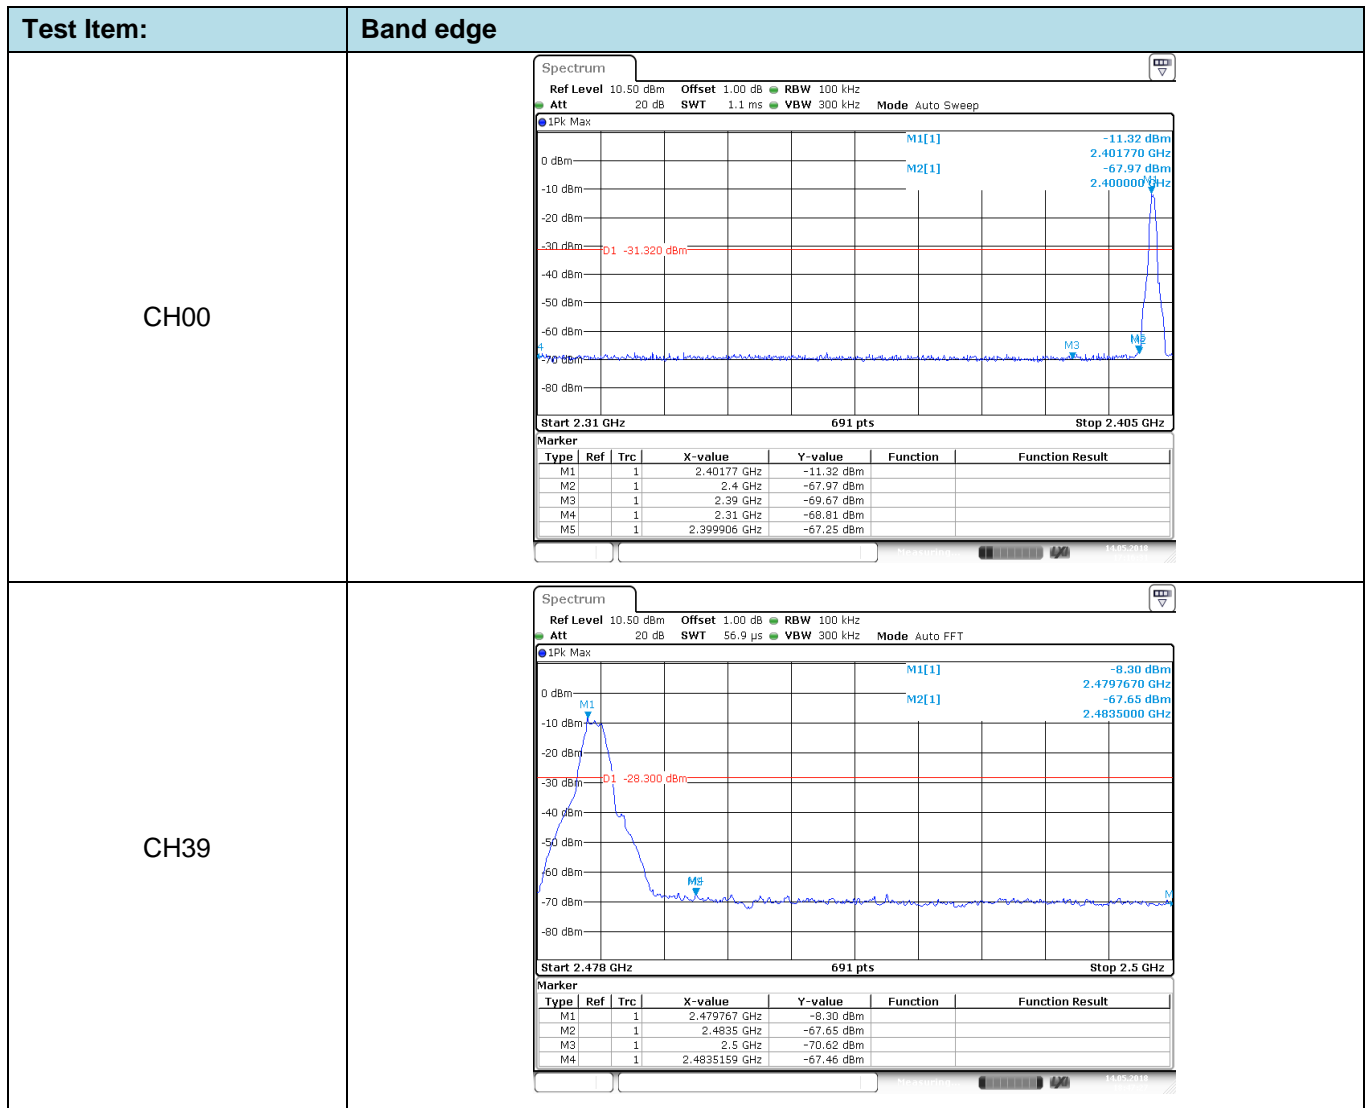 Test Item: Band edge
CH00
Spectrum
Ref Level 10.50 dBm Offset 1.00 dB RBW 100 kHz
Att 20 dB SWT 1.1 ms VBW 300 kHz Mode Auto Sweep
1Pk Max
M1[1] -11.32 dBm
2.401770 GHz
M2[1] -67.97 dBm
2.400000 GHz
M1
0 dBm
-10 dBm
-20 dBm
-30 dBm
D1 -31.320 dBm
-40 dBm
-50 dBm
-60 dBm
M3
4
-70 dBm
-80 dBm
Start 2.31 GHz 691 pts Stop 2.405 GHz
Marker
Type Ref Trc X-value Y-value Function Function Result
M1 1 2.40177 GHz -11.32 dBm
M2 1 2.4 GHz -67.97 dBm
M3 1 2.39 GHz -69.67 dBm
M4 1 2.31 GHz -68.81 dBm
M5 1 2.399906 GHz -67.25 dBm
Measuring... LXI 14.05.2018
CH39
Spectrum
Ref Level 10.50 dBm Offset 1.00 dB RBW 100 kHz
Att 20 dB SWT 56.9 µs VBW 300 kHz Mode Auto FFT
1Pk Max
M1[1] -8.30 dBm
2.4797670 GHz
M2[1] -67.65 dBm
2.4835000 GHz
0 dBm
M1
-10 dBm
-20 dBm
-30 dBm
D1 -28.300 dBm
-40 dBm
-50 dBm
-60 dBm
M
-70 dBm
-80 dBm
Start 2.478 GHz 691 pts Stop 2.5 GHz
Marker
Type Ref Trc X-value Y-value Function Function Result
M1 1 2.479767 GHz -8.30 dBm
M2 1 2.4835 GHz -67.65 dBm
M3 1 2.5 GHz -70.62 dBm
M4 1 2.4835159 GHz -67.46 dBm
Measuring... LXI 14.05.2018